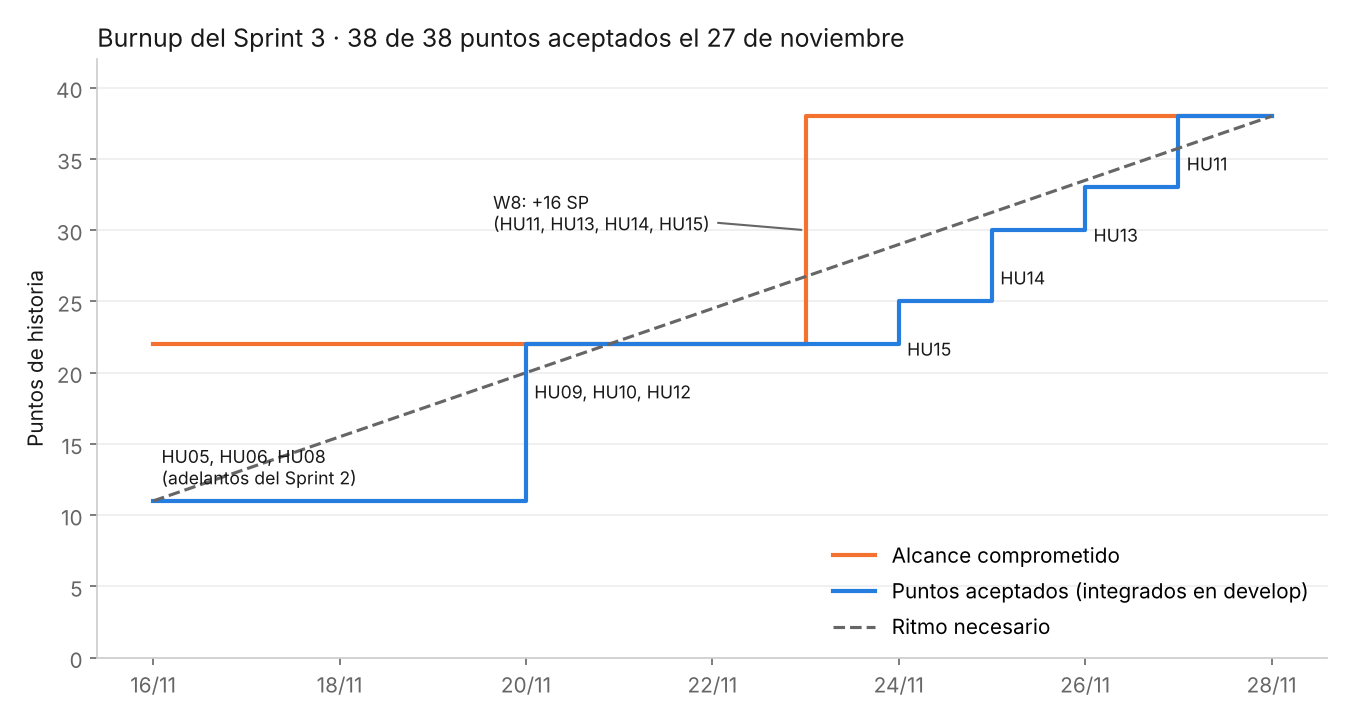 Burnup del Sprint 3 · 38 de 38 puntos aceptados el 27 de noviembre
Puntos de historia
40
35
30
25
20
15
10
5
0
W8: +16 SP
(HU11, HU13, HU14, HU15)
HU11
HU13
HU14
HU15
HU09, HU10, HU12
HU05, HU06, HU08
(adelantos del Sprint 2)
Alcance comprometido
Puntos aceptados (integrados en develop)
Ritmo necesario
16/11
18/11
20/11
22/11
24/11
26/11
28/11